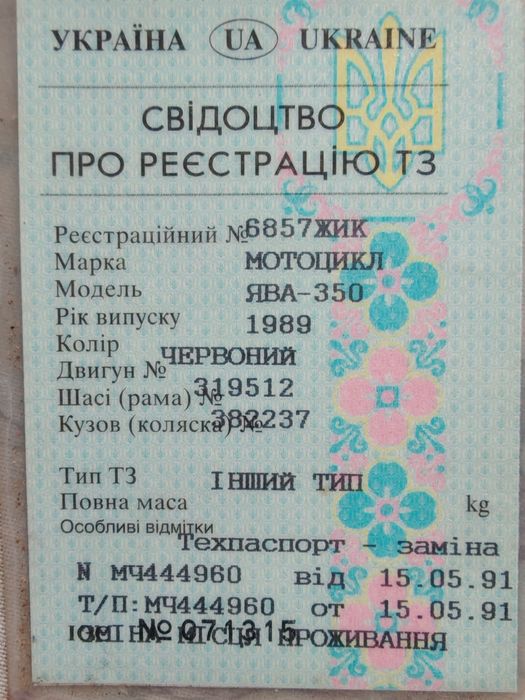 УКРАЇНА UA UKRAINE
СВІДОЦТВО
ПРО РЕЄСТРАЦІЮ ТЗ
Реєстраційний № 6857ЖИК
Марка МОТОЦИКЛ
Модель ЯВА-350
Рік випуску 1989
Колір ЧЕРВОНИЙ
Двигун № 319512
Шасі (рама) № 382237
Кузов (коляска) №
Тип ТЗ ІНШИЙ ТИП
Повна маса kg
Особливі відмітки
Техпаспорт - заміна
N МЧ444960 від 15.05.91
Т/П:МЧ444960 от 15.05.91
№ 071315 МІСЦЯ ПРОЖИВАННЯ